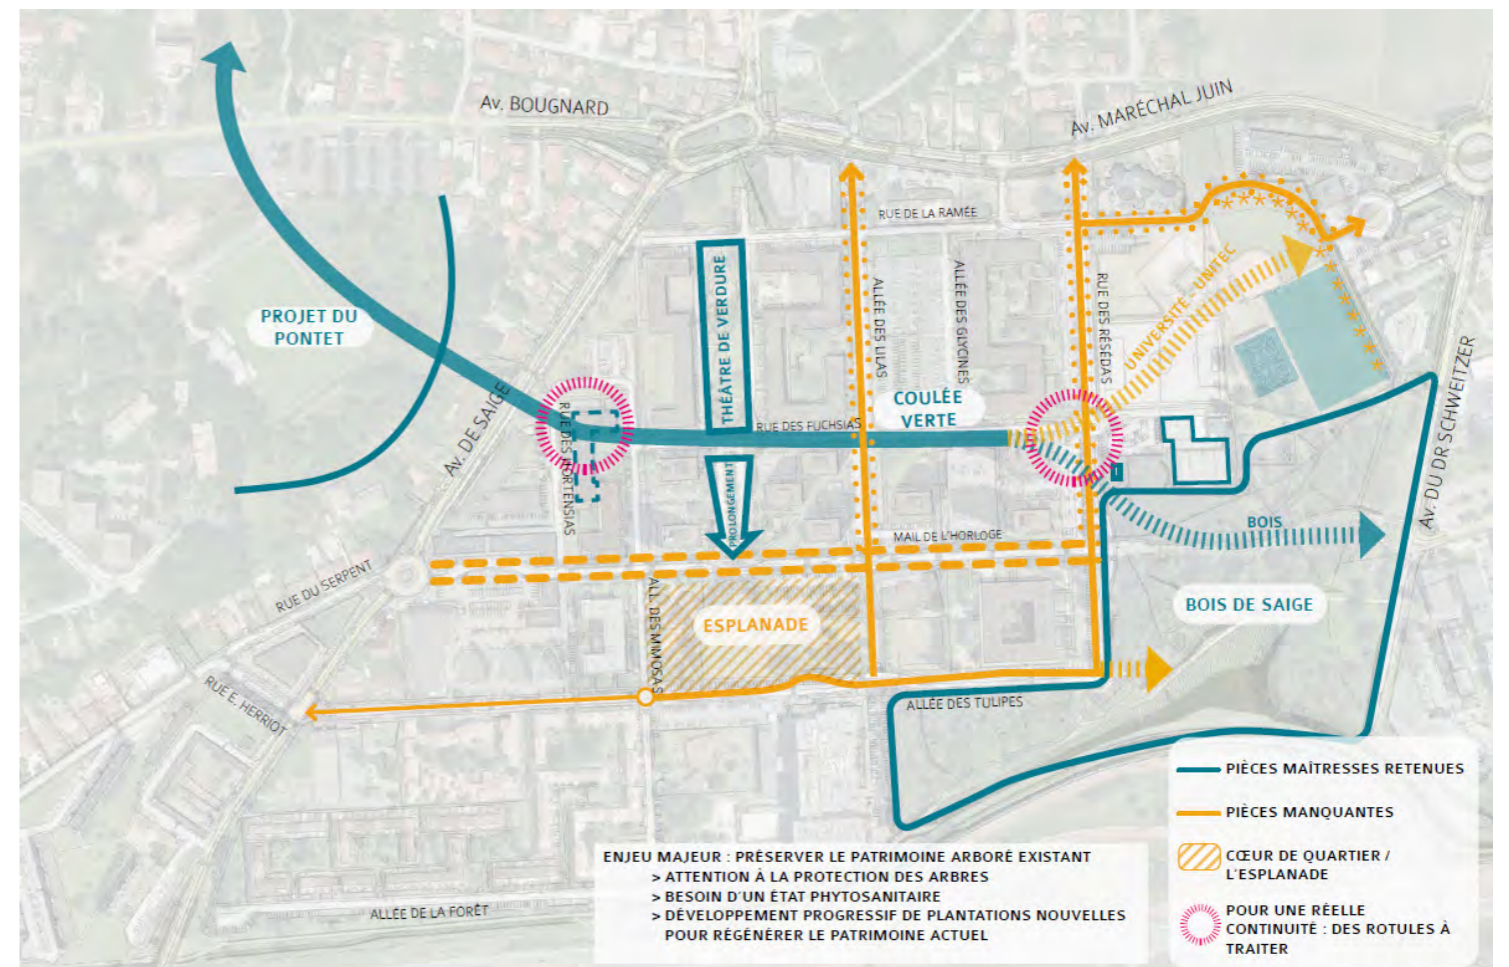 Av. BOUGNARD
Av. MARÉCHAL JUIN
RUE DE LA RAMÉE
PROJET DU
PONTET
THÉÂTRE DE VERDURE
ALLÉE DES LILAS
ALLÉE DES GLYCINES
RUE DES RÉSÉDAS
UNIVERSITÉ - UNITEC
Av. DE SAIGE
RUE DES HORTENSIAS
RUE DES FUCHSIAS
COULÉE
VERTE
Av. DU DR SCHWEITZER
PROLONGEMENT
MAIL DE L'HORLOGE
BOIS
RUE DU SERPENT
ALL. DES MIMOSAS
ESPLANADE
BOIS DE SAIGE
RUE E. HERRIOT
ALLÉE DES TULIPES
ALLÉE DE LA FORÊT
ENJEU MAJEUR : PRÉSERVER LE PATRIMOINE ARBORÉ EXISTANT
> ATTENTION À LA PROTECTION DES ARBRES
> BESOIN D'UN ÉTAT PHYTOSANITAIRE
> DÉVELOPPEMENT PROGRESSIF DE PLANTATIONS NOUVELLES
POUR RÉGÉNÉRER LE PATRIMOINE ACTUEL
PIÈCES MAÎTRESSES RETENUES
PIÈCES MANQUANTES
CŒUR DE QUARTIER /
L'ESPLANADE
POUR UNE RÉELLE
CONTINUITÉ : DES ROTULES À
TRAITER